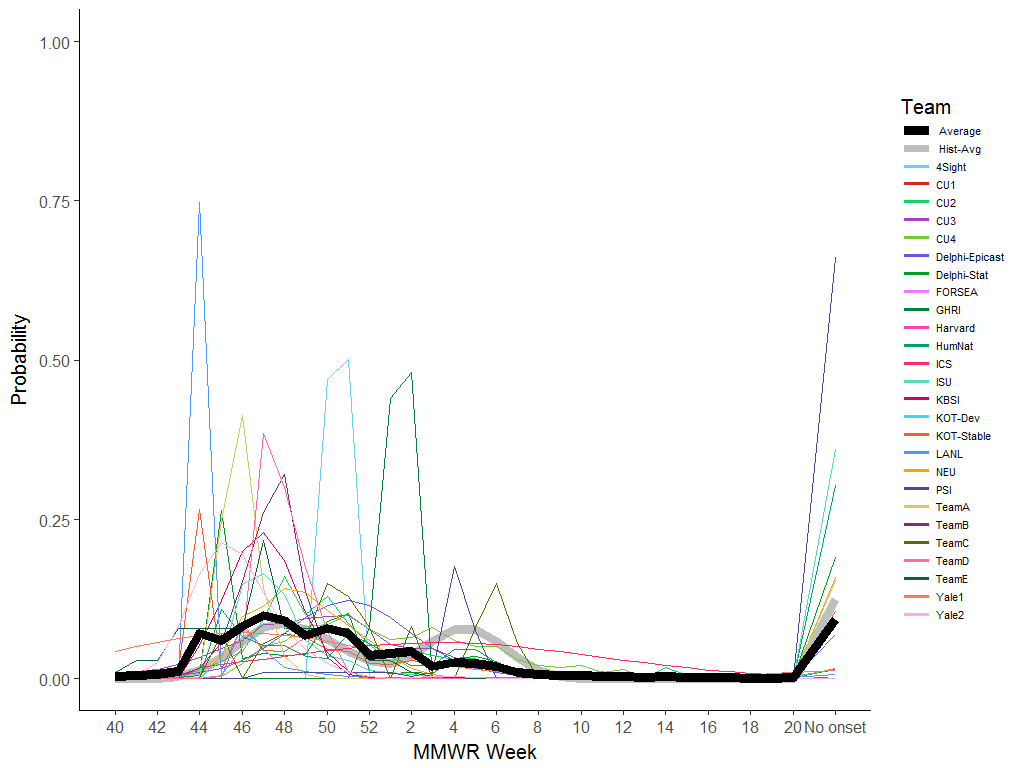 1.00
0.75
0.50
0.25
0.00
Probability
40 42 44 46 48 50 52 2 4 6 8 10 12 14 16 18 20 No onset
MMWR Week
Team
Average
Hist-Avg
4Sight
CU1
CU2
CU3
CU4
Delphi-Epicast
Delphi-Stat
FORSEA
GHRI
Harvard
HumNat
ICS
ISU
KBSI
KOT-Dev
KOT-Stable
LANL
NEU
PSI
TeamA
TeamB
TeamC
TeamD
TeamE
Yale1
Yale2